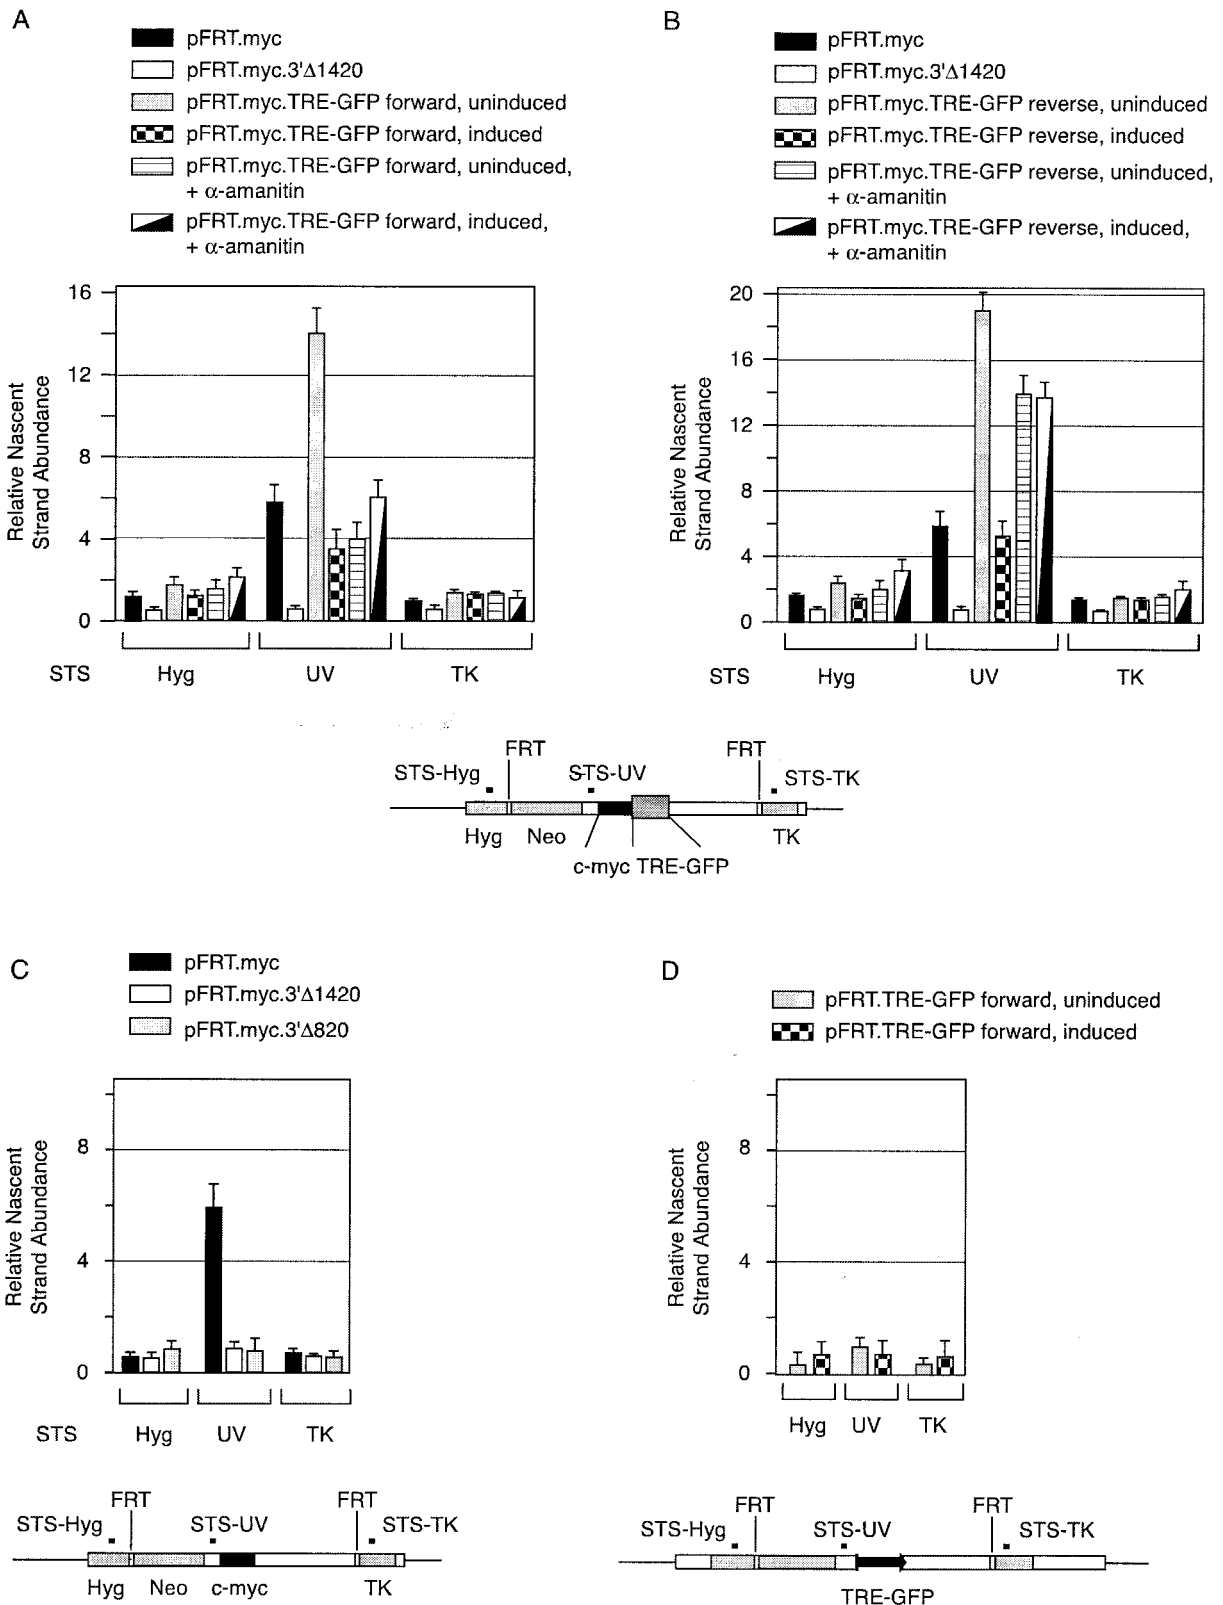 A
pFRT.myc
pFRT.myc.3'Δ1420
pFRT.myc.TRE-GFP forward, uninduced
pFRT.myc.TRE-GFP forward, induced
pFRT.myc.TRE-GFP forward, uninduced,
+ α-amanitin
pFRT.myc.TRE-GFP forward, induced,
+ α-amanitin
16
12
8
4
0
Relative Nascent
Strand Abundance
STS
Hyg
UV
TK
B
pFRT.myc
pFRT.myc.3'Δ1420
pFRT.myc.TRE-GFP reverse, uninduced
pFRT.myc.TRE-GFP reverse, induced
pFRT.myc.TRE-GFP reverse, uninduced,
+ α-amanitin
pFRT.myc.TRE-GFP reverse, induced,
+ α-amanitin
20
16
12
8
4
0
Relative Nascent
Strand Abundance
STS
Hyg
UV
TK
FRT
FRT
STS-Hyg
STS-UV
STS-TK
Hyg
Neo
TK
c-myc TRE-GFP
C
pFRT.myc
pFRT.myc.3'Δ1420
pFRT.myc.3'Δ820
8
4
0
Relative Nascent
Strand Abundance
STS
Hyg
UV
TK
FRT
FRT
STS-Hyg
STS-UV
STS-TK
Hyg
Neo
c-myc
TK
D
pFRT.TRE-GFP forward, uninduced
pFRT.TRE-GFP forward, induced
8
4
0
Relative Nascent
Strand Abundance
Hyg
UV
TK
FRT
FRT
STS-Hyg
STS-UV
STS-TK
TRE-GFP